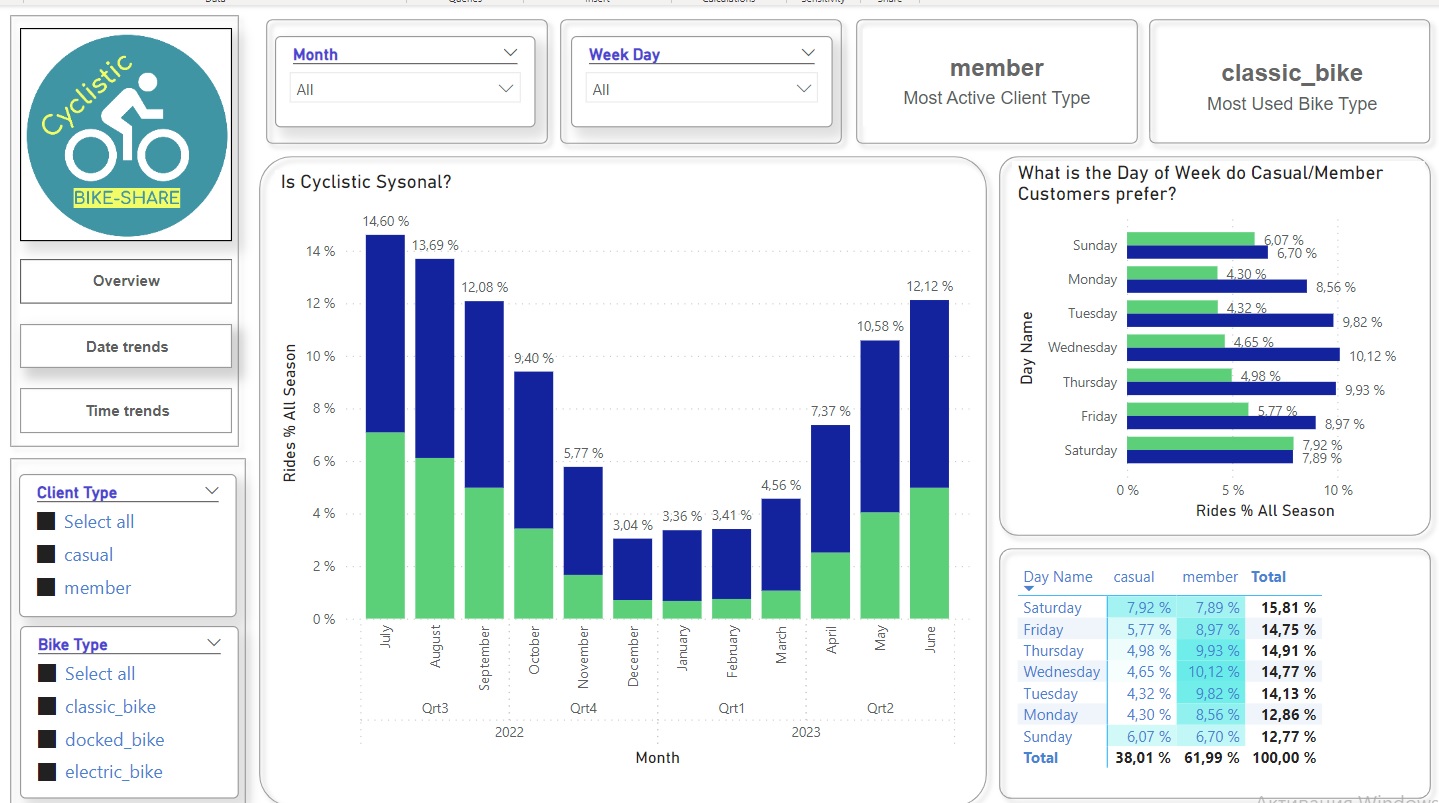 Data
Queries
Insert
Calculations
Sensitivity
Share
Cyclistic
BIKE-SHARE
Overview
Date trends
Time trends
Client Type
Select all
casual
member
Bike Type
Select all
classic_bike
docked_bike
electric_bike
Month
All
Week Day
All
member
Most Active Client Type
classic_bike
Most Used Bike Type
Is Cyclistic Sysonal?
Rides % All Season
14 %
12 %
10 %
8 %
6 %
4 %
2 %
0 %
14,60 %
13,69 %
12,08 %
9,40 %
5,77 %
3,04 %
3,36 %
3,41 %
4,56 %
7,37 %
10,58 %
12,12 %
July
August
September
October
November
December
January
February
March
April
May
June
Qrt3
Qrt4
Qrt1
Qrt2
2022
2023
Month
What is the Day of Week do Casual/Member
Customers prefer?
Day Name
Sunday
6,07 %
6,70 %
Monday
4,30 %
8,56 %
Tuesday
4,32 %
9,82 %
Wednesday
4,65 %
10,12 %
Thursday
4,98 %
9,93 %
Friday
5,77 %
8,97 %
Saturday
7,92 %
7,89 %
0 %
5 %
10 %
Rides % All Season
Day Name casual member Total
Saturday 7,92 % 7,89 % 15,81 %
Friday 5,77 % 8,97 % 14,75 %
Thursday 4,98 % 9,93 % 14,91 %
Wednesday 4,65 % 10,12 % 14,77 %
Tuesday 4,32 % 9,82 % 14,13 %
Monday 4,30 % 8,56 % 12,86 %
Sunday 6,07 % 6,70 % 12,77 %
Total 38,01 % 61,99 % 100,00 %
Активация Windows